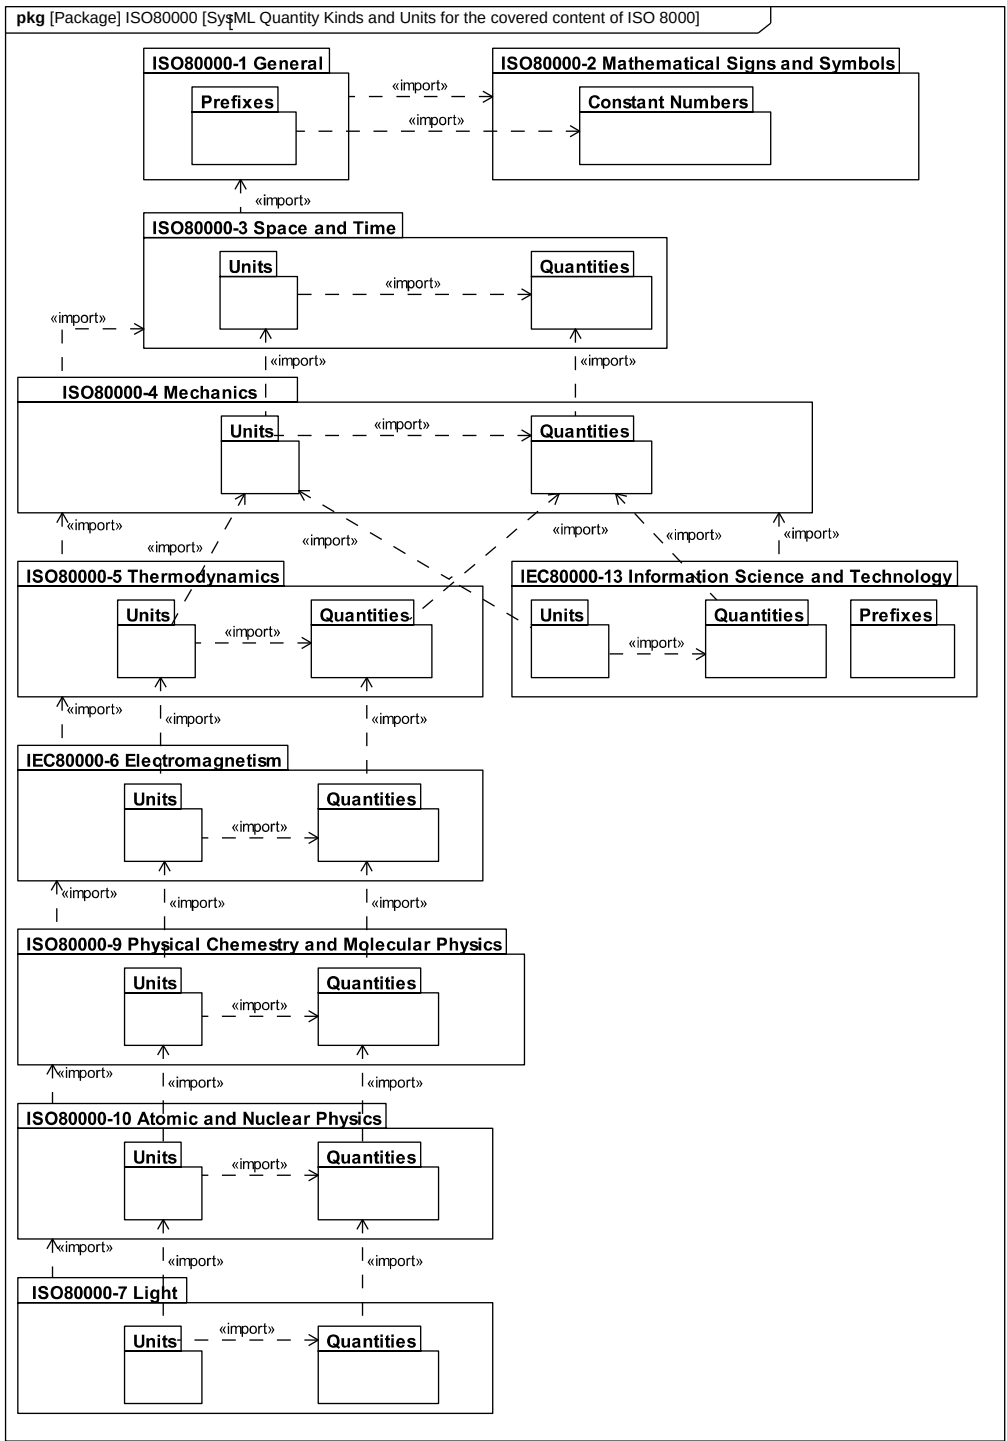 pkg [Package] ISO80000 [SysML Quantity Kinds and Units for the covered content of ISO 8000]
ISO80000-1 General
ISO80000-2 Mathematical Signs and Symbols
«import»
Prefixes
Constant Numbers
«import»
«import»
ISO80000-3 Space and Time
Units
Quantities
«import»
«import»
«import»
«import»
ISO80000-4 Mechanics
Units
Quantities
«import»
«import»
«import»
«import»
«import»
«import»
«import»
ISO80000-5 Thermodynamics
IEC80000-13 Information Science and Technology
Units
Quantities
Units
Quantities
Prefixes
«import»
«import»
«import»
«import»
«import»
IEC80000-6 Electromagnetism
Units
Quantities
«import»
«import»
«import»
«import»
ISO80000-9 Physical Chemestry and Molecular Physics
Units
Quantities
«import»
«import»
«import»
«import»
ISO80000-10 Atomic and Nuclear Physics
Units
Quantities
«import»
«import»
«import»
«import»
ISO80000-7 Light
Units
«import»
Quantities